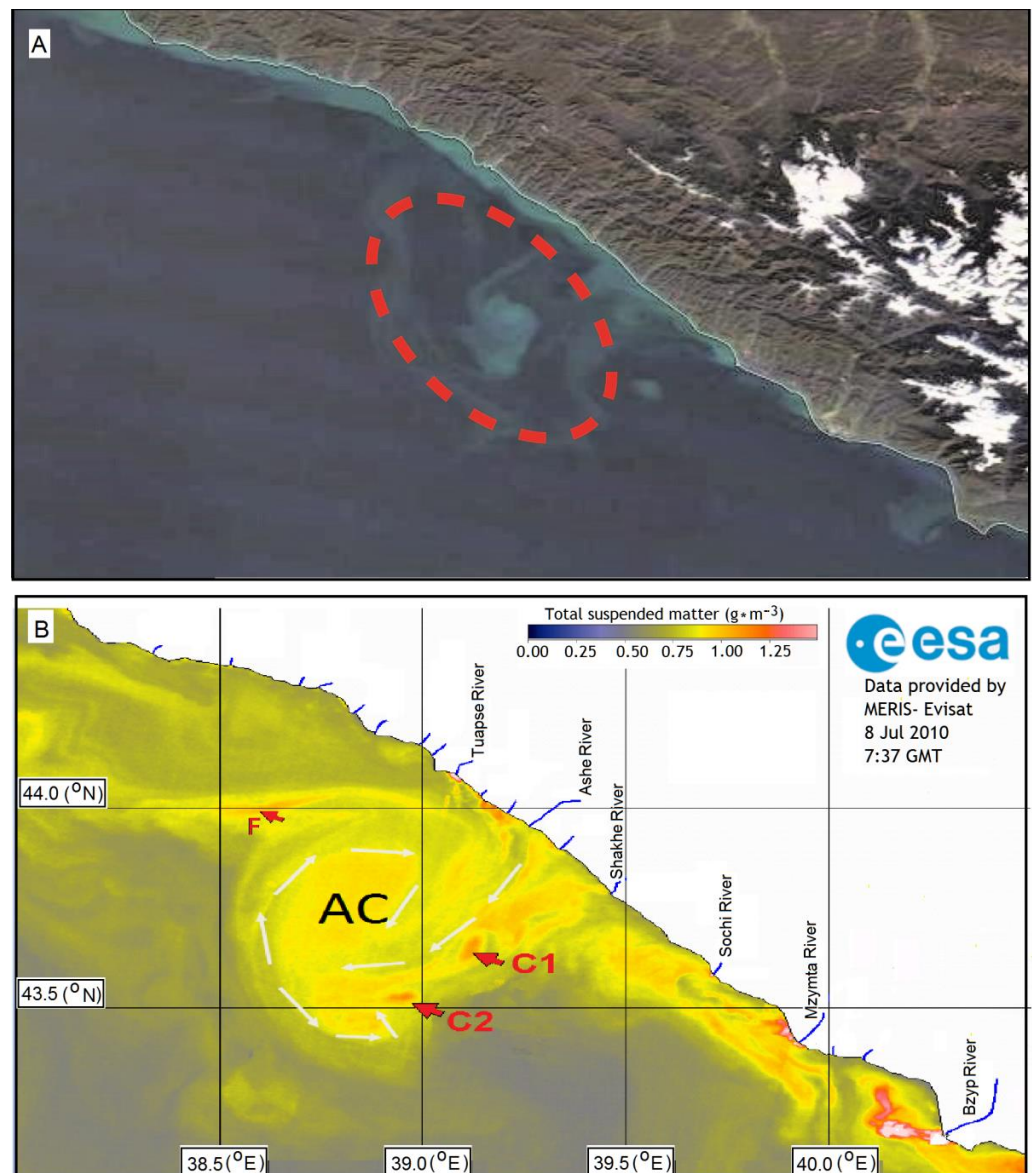 A
B
Total suspended matter (g*m⁻³)
0.00 0.25 0.50 0.75 1.00 1.25
eesa
Data provided by
MERIS- Evisat
8 Jul 2010
7:37 GMT
Tuapse River
Ashe River
Shakhe River
Sochi River
Mzymta River
Bzyp River
44.0 (°N)
F
AC
C1
43.5 (°N)
C2
38.5 (°E) 39.0 (°E) 39.5 (°E) 40.0 (°E)